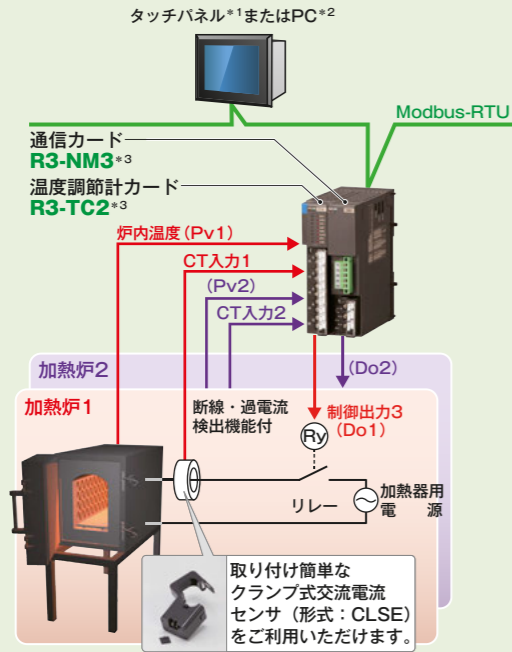 タッチパネル*1またはPC*2
Modbus-RTU
通信カード
R3-NM3*3
温度調節計カード
R3-TC2*3
炉内温度(Pv1)
CT入力1
(Pv2)
CT入力2
加熱炉2
(Do2)
加熱炉1
断線・過電流
検出機能付
制御出力3
(Do1)
Ry
リレー
加熱器用
電　源
取り付け簡単な
クランプ式交流電流
センサ（形式：CLSE）
をご利用いただけます。